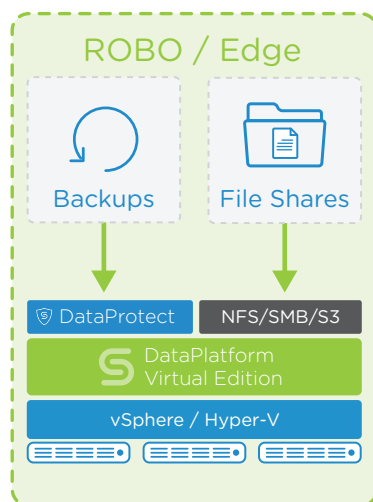 ROBO / Edge
Backups
File Shares
DataProtect
NFS/SMB/S3
DataPlatform
Virtual Edition
vSphere / Hyper-V